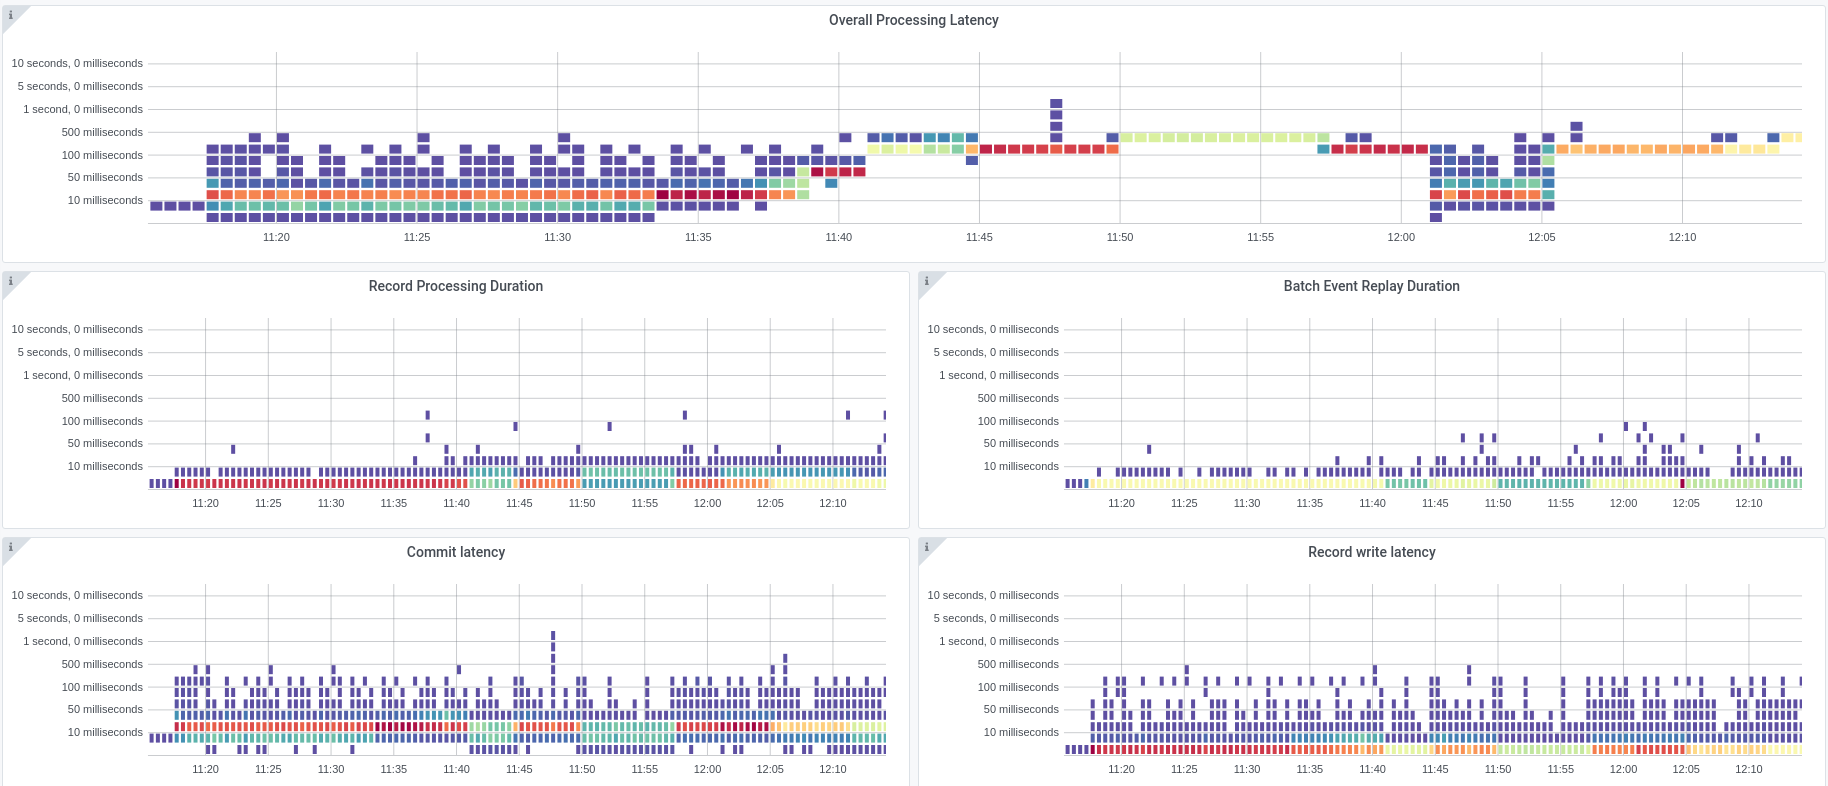 Overall Processing Latency
10 seconds, 0 milliseconds
5 seconds, 0 milliseconds
1 second, 0 milliseconds
500 milliseconds
100 milliseconds
50 milliseconds
10 milliseconds
11:20 11:25 11:30 11:35 11:40 11:45 11:50 11:55 12:00 12:05 12:10
Record Processing Duration
10 seconds, 0 milliseconds
5 seconds, 0 milliseconds
1 second, 0 milliseconds
500 milliseconds
100 milliseconds
50 milliseconds
10 milliseconds
11:20 11:25 11:30 11:35 11:40 11:45 11:50 11:55 12:00 12:05 12:10
Batch Event Replay Duration
10 seconds, 0 milliseconds
5 seconds, 0 milliseconds
1 second, 0 milliseconds
500 milliseconds
100 milliseconds
50 milliseconds
10 milliseconds
11:20 11:25 11:30 11:35 11:40 11:45 11:50 11:55 12:00 12:05 12:10
Commit latency
10 seconds, 0 milliseconds
5 seconds, 0 milliseconds
1 second, 0 milliseconds
500 milliseconds
100 milliseconds
50 milliseconds
10 milliseconds
11:20 11:25 11:30 11:35 11:40 11:45 11:50 11:55 12:00 12:05 12:10
Record write latency
10 seconds, 0 milliseconds
5 seconds, 0 milliseconds
1 second, 0 milliseconds
500 milliseconds
100 milliseconds
50 milliseconds
10 milliseconds
11:20 11:25 11:30 11:35 11:40 11:45 11:50 11:55 12:00 12:05 12:10